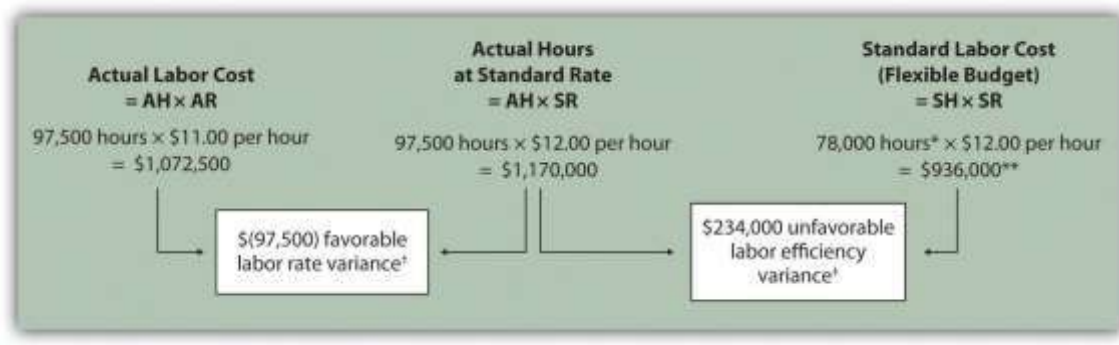 Actual Labor Cost
= AH × AR
97,500 hours × $11.00 per hour
= $1,072,500
Actual Hours
at Standard Rate
= AH × SR
97,500 hours × $12.00 per hour
= $1,170,000
Standard Labor Cost
(Flexible Budget)
= SH × SR
78,000 hours* × $12.00 per hour
= $936,000**
$(97,500) favorable
labor rate variance†
$234,000 unfavorable
labor efficiency
variance‡